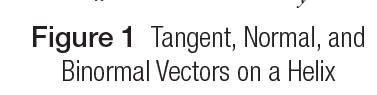 Figure 1 Tangent, Normal, and
Binormal Vectors on a Helix